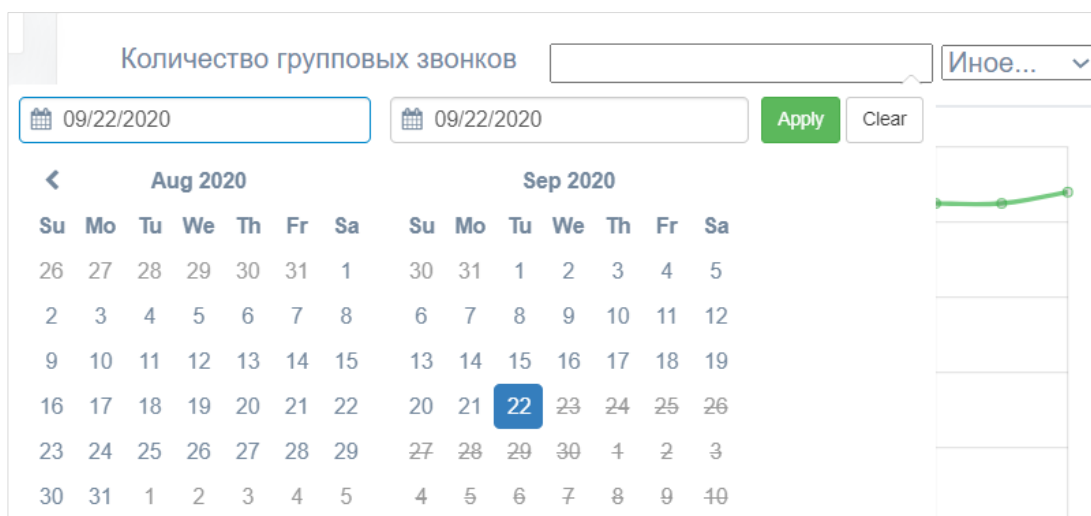 Количество групповых звонков Иное...
09/22/2020 09/22/2020 Apply Clear
Aug 2020 Sep 2020
Su Mo Tu We Th Fr Sa Su Mo Tu We Th Fr Sa
26 27 28 29 30 31 1 30 31 1 2 3 4 5
2 3 4 5 6 7 8 6 7 8 9 10 11 12
9 10 11 12 13 14 15 13 14 15 16 17 18 19
16 17 18 19 20 21 22 20 21 22 23 24 25 26
23 24 25 26 27 28 29 27 28 29 30 1 2 3
30 31 1 2 3 4 5 4 5 6 7 8 9 10